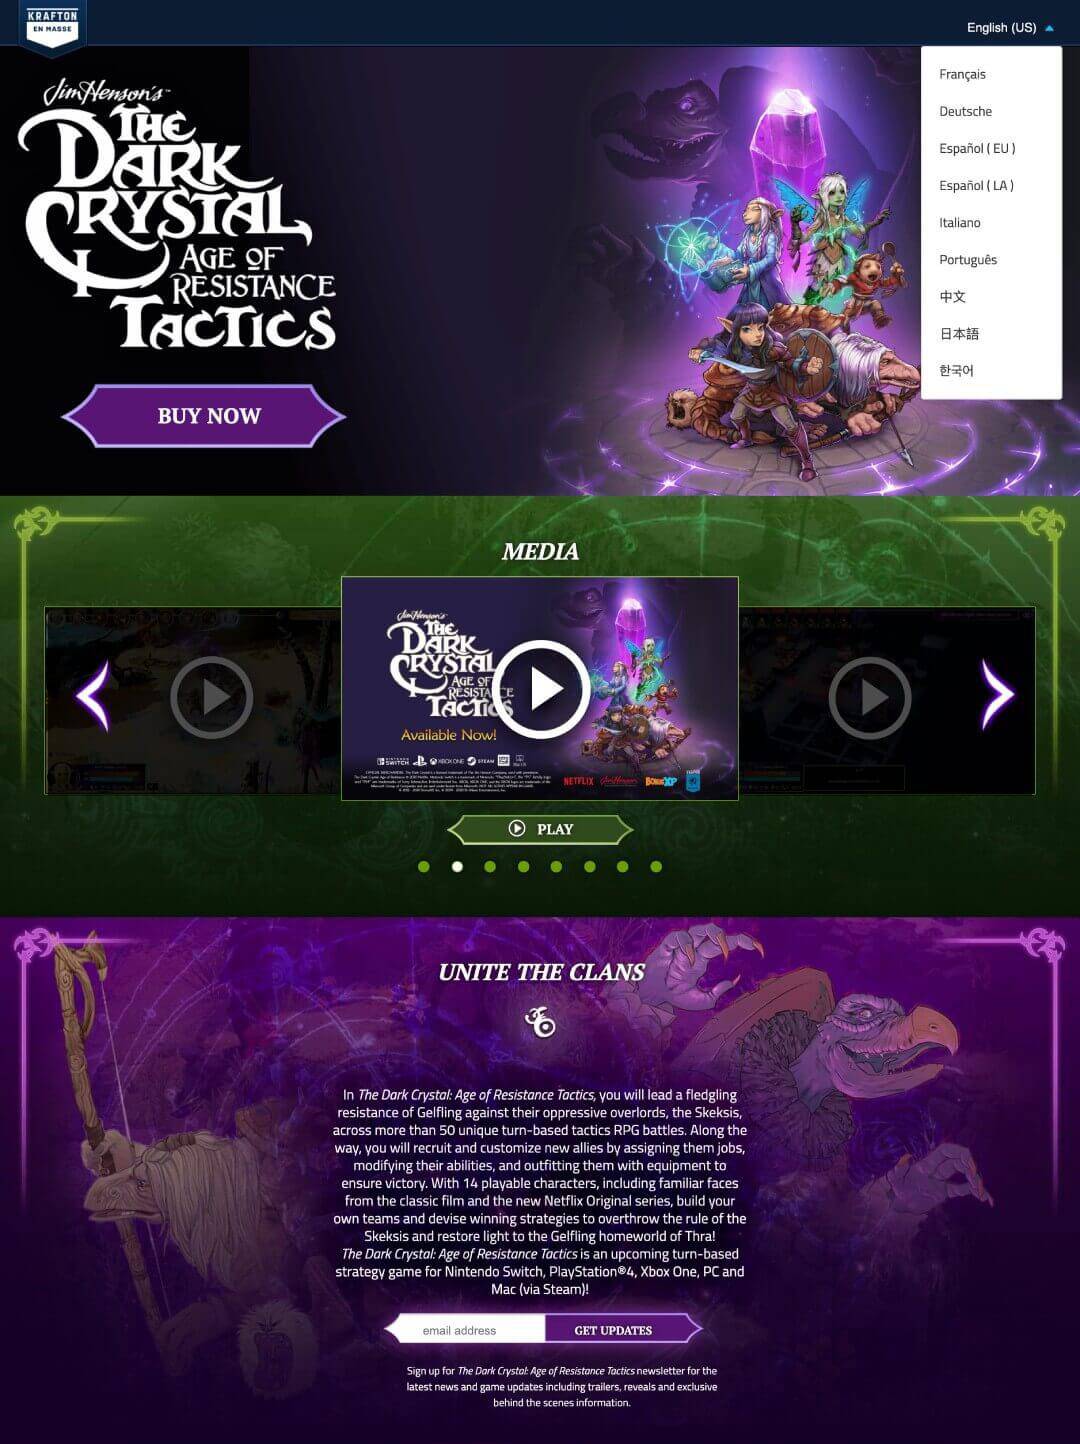 KRAFTON
EN MASSE
English (US)
Français
Deutsche
Español ( EU )
Español ( LA )
Italiano
Português
中文
日本語
한국어
Jim Henson's™
THE
DARK
CRYSTAL
AGE OF
RESISTANCE
TACTICS
BUY NOW
MEDIA
Jim Henson's
THE
DARK
CRYSTAL
AGE OF
RESISTANCE
TACTICS
Available Now!
SWITCH
XBOX ONE
STEAM
NETFLIX
Jim Henson
BONUSXP
PLAY
UNITE THE CLANS
In The Dark Crystal: Age of Resistance Tactics, you will lead a fledgling
resistance of Gelfling against their oppressive overlords, the Skeksis,
across more than 50 unique turn-based tactics RPG battles. Along the
way, you will recruit and customize new allies by assigning them jobs,
modifying their abilities, and outfitting them with equipment to
ensure victory. With 14 playable characters, including familiar faces
from the classic film and the new Netflix Original series, build your
own teams and devise winning strategies to overthrow the rule of the
Skeksis and restore light to the Gelfling homeworld of Thra!
The Dark Crystal: Age of Resistance Tactics is an upcoming turn-based
strategy game for Nintendo Switch, PlayStation®4, Xbox One, PC and
Mac (via Steam)!
email address
GET UPDATES
Sign up for The Dark Crystal: Age of Resistance Tactics newsletter for the
latest news and game updates including trailers, reveals and exclusive
behind the scenes information.